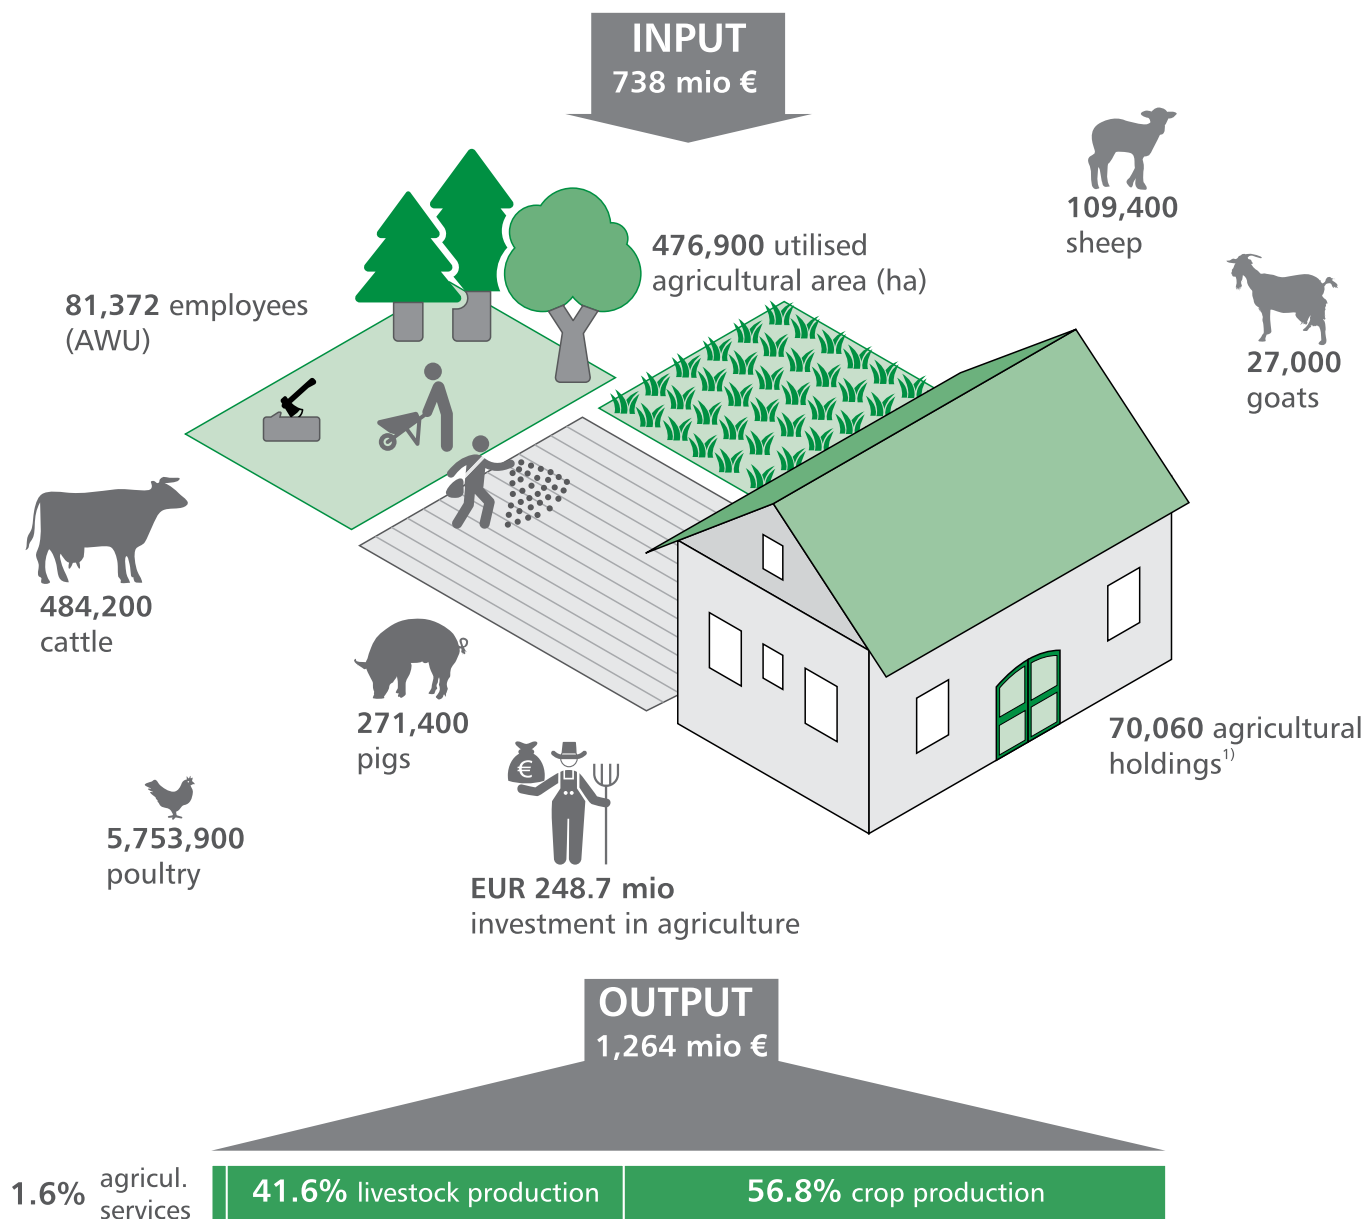 INPUT
738 mio €
109,400
sheep
476,900 utilised
agricultural area (ha)
27,000
goats
81,372 employees
(AWU)
484,200
cattle
271,400
pigs
70,060 agricultural
holdings¹⁾
€
5,753,900
poultry
EUR 248.7 mio
investment in agriculture
OUTPUT
1,264 mio €
1.6% agricul.
services
41.6% livestock production
56.8% crop production